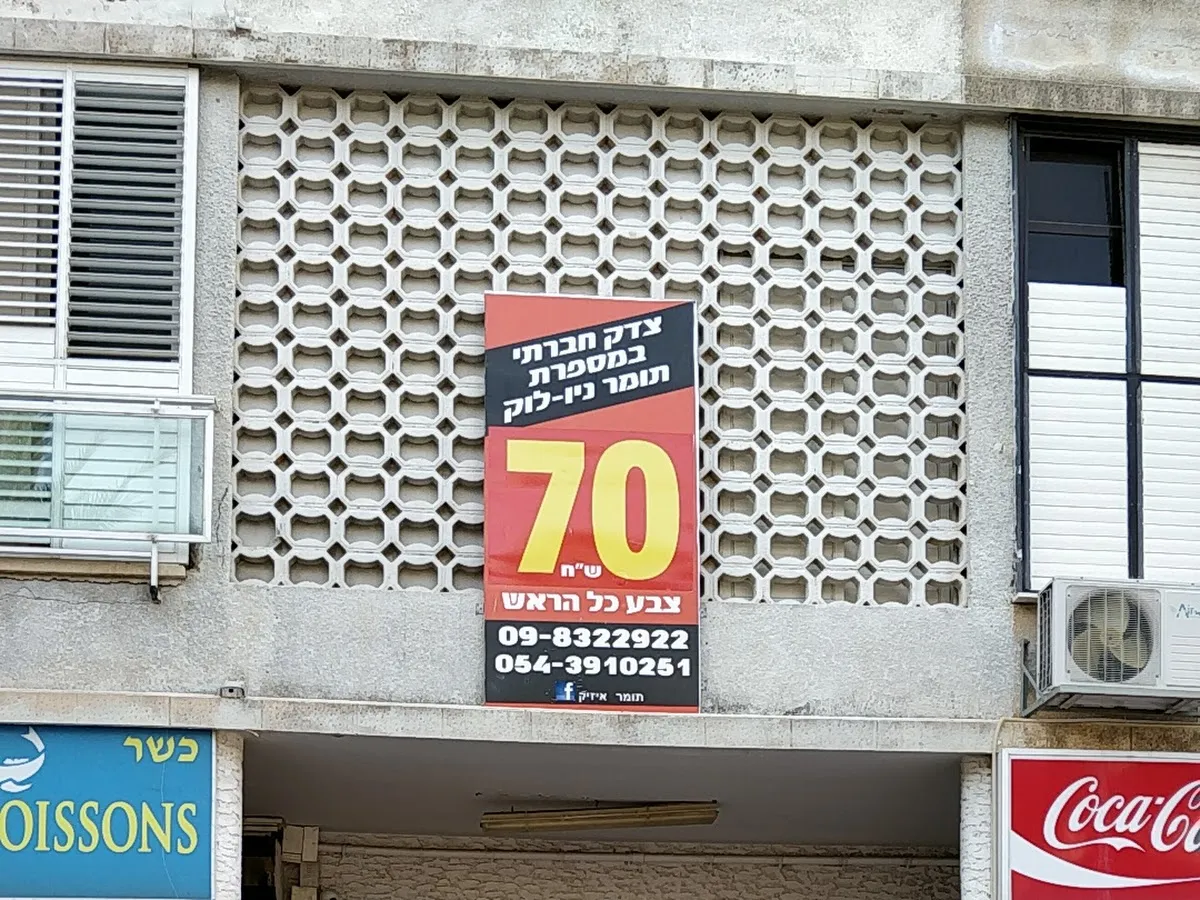 צדק חברתי
במספרת
תומר ניו-לוק
70
ש״ח
צבע כל הראש
09-8322922
054-3910251
f תומר איזיק
כשר
OISSONS
Coca-Co